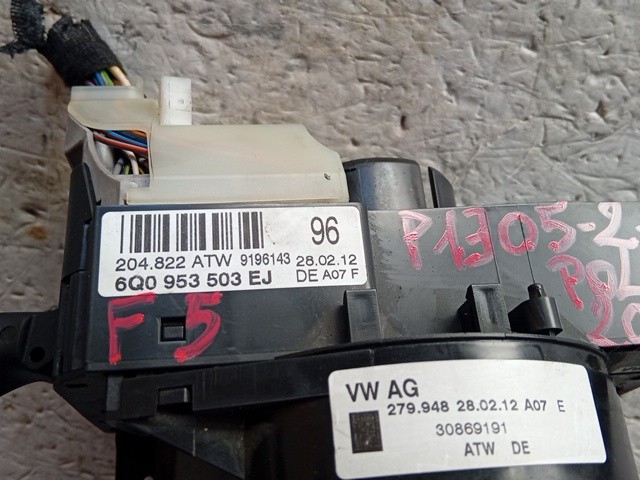 96
204.822 ATW 9196143 28.02.12
6Q0 953 503 EJ DE A07 F
F 5
P1305-2
VW AG
279.948 28.02.12 A07 E
30869191
ATW DE